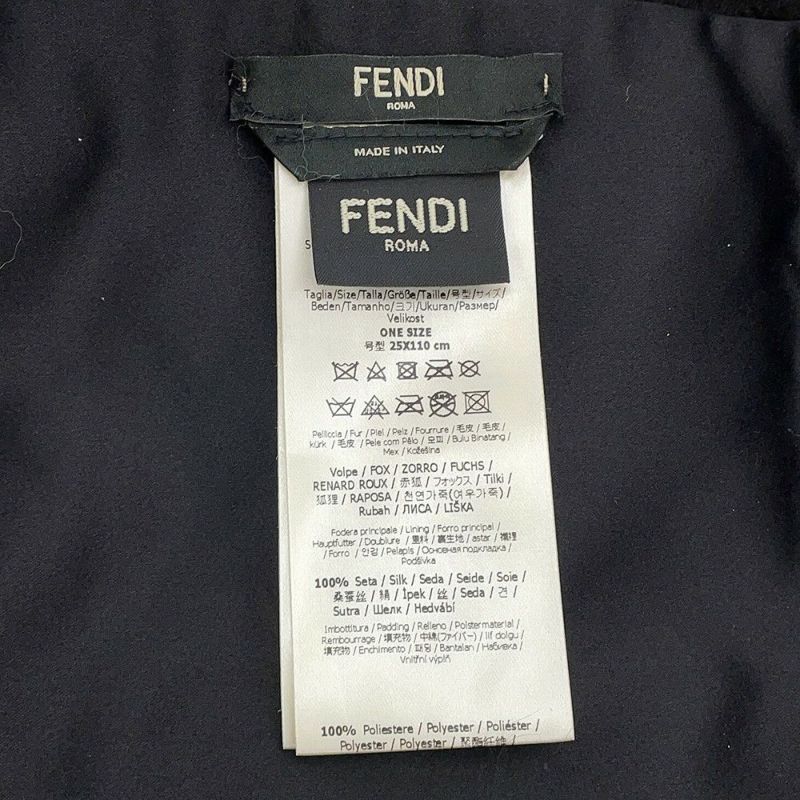 FENDI
ROMA
MADE IN ITALY
FENDI
ROMA
S
Taglia/Size/Talla/Größe/Taille/号型/サイズ/
Beden/Tamanho/크기/Ukuran/Размер/
Velikost
ONE SIZE
号型 25X110 cm
Pelliccia / Fur / Piel / Pelz / Fourrure / 毛皮 / 毛皮 /
kürk / 毛皮 / Pele com Pêlo / 모피 / Bulu Binatang /
Mex / Kožešina
Volpe / FOX / ZORRO / FUCHS /
RENARD ROUX / 赤狐 / フォックス / Tilki /
狐狸 / RAPOSA / 천연가죽(여우가죽) /
Rubah / ЛИСА / LIŠKA
Fodera principale / Lining / Forro principal /
Hauptfutter / Doublure / 里料 / 裏生地 / astar / 裡料
/ Forro / 안감 / Pelapis / Основная подкладка /
Podšívka
100% Seta / Silk / Seda / Seide / Soie /
桑蚕丝 / 絹 / İpek / 丝 / Seda / 견 /
Sutra / Шелк / Hedvábí
Imbottitura / Padding / Relleno / Polstermaterial /
Rembourrage / 填充物 / 中綿(ファイバー) / lif dolgu /
填充物 / Enchimento / 패딩 / Bantalan / Набивка /
Vnitřní výplň
100% Poliestere / Polyester / Poliéster /
Polyester / Polyester / 聚酯纤维 /